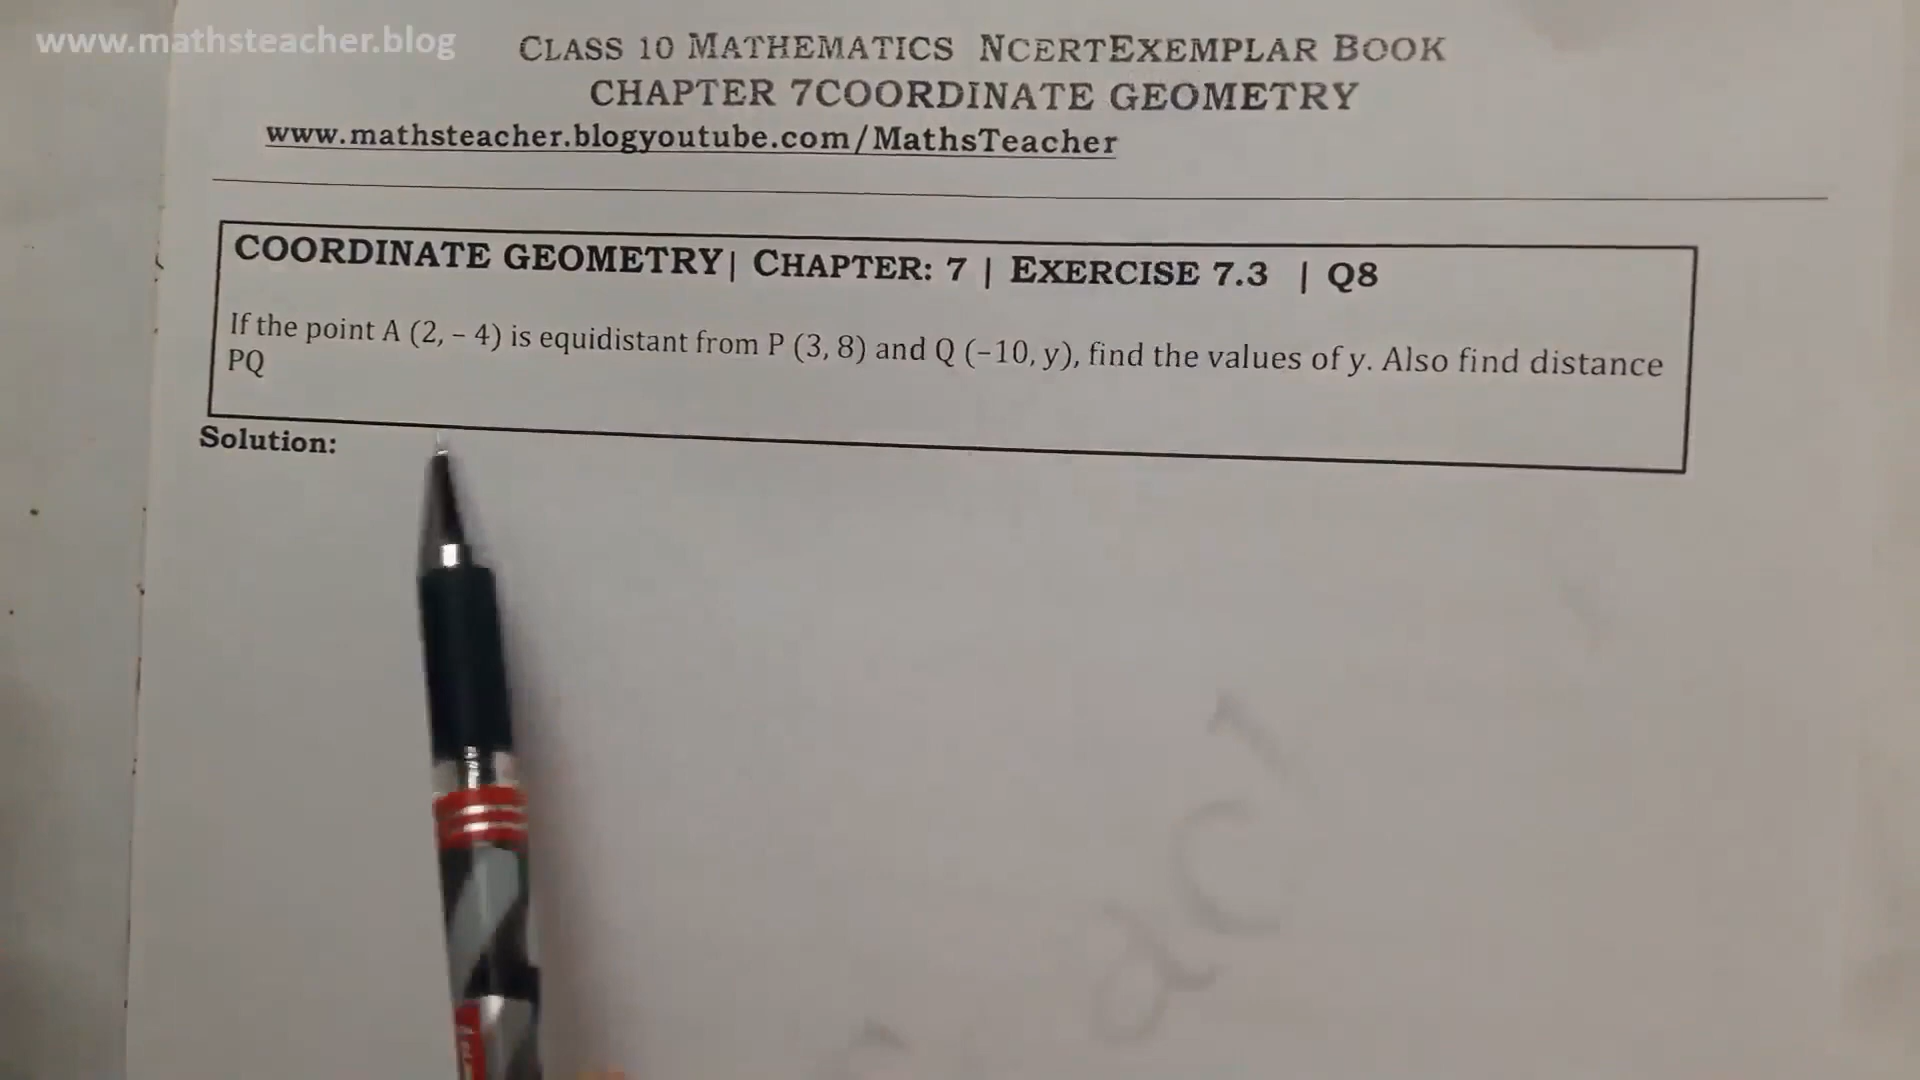 www.mathsteacher.blog
CLASS 10 MATHEMATICS NCERTEXEMPLAR BOOK
CHAPTER 7COORDINATE GEOMETRY
www.mathsteacher.blogyoutube.com/MathsTeacher
COORDINATE GEOMETRY| CHAPTER: 7 | EXERCISE 7.3 | Q8
If the point A (2, – 4) is equidistant from P (3, 8) and Q (–10, y), find the values of y. Also find distance
PQ
Solution: